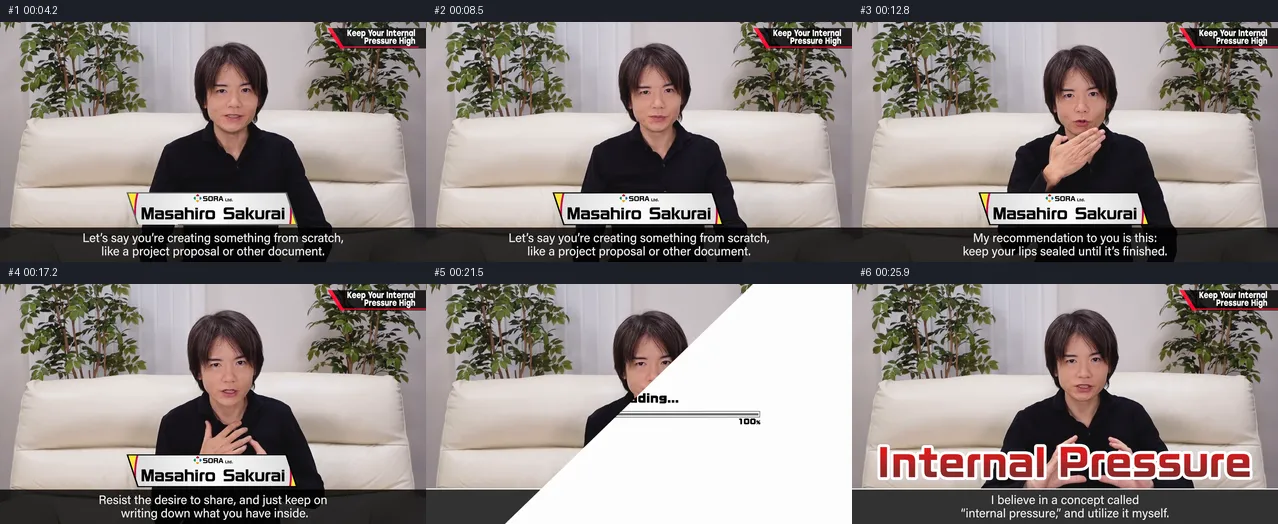 #1 00:04.2
Keep Your Internal
Pressure High
SORA Ltd.
Masahiro Sakurai
Let's say you're creating something from scratch,
like a project proposal or other document.
#2 00:08.5
Keep Your Internal
Pressure High
SORA Ltd.
Masahiro Sakurai
Let's say you're creating something from scratch,
like a project proposal or other document.
#3 00:12.8
Keep Your Internal
Pressure High
SORA Ltd.
Masahiro Sakurai
My recommendation to you is this:
keep your lips sealed until it's finished.
#4 00:17.2
Keep Your Internal
Pressure High
SORA Ltd.
Masahiro Sakurai
Resist the desire to share, and just keep on
writing down what you have inside.
#5 00:21.5
ading...
100%
#6 00:25.9
Keep Your Internal
Pressure High
Internal Pressure
I believe in a concept called
"internal pressure," and utilize it myself.